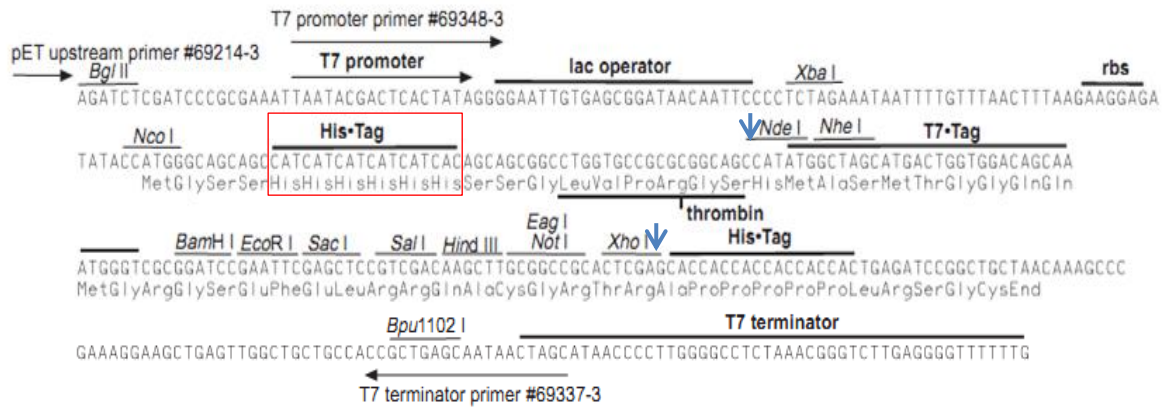 T7 promoter primer #69348-3
pET upstream primer #69214-3
Bgl II T7 promoter lac operator Xba I rbs
AGATCTCGATCCCGCGAAATTAATACGACTCACTATAGGGGAATTGTGAGCGGATAACAATTCCCCTCTAGAAATAATTTTGTTTAACTTTAAGAAGGAGA
Nco I His•Tag Nde I Nhe I T7•Tag
TATACCATGGGCAGCAGCCATCATCATCATCATCACAGCAGCGGCCTGGTGCCGCGCGGCAGCCATATGGCTAGCATGACTGGTGGACAGCAA
MetGlySerSerHisHisHisHisHisHisSerSerGlyLeuValProArgGlySerHisMetAlaSerMetThrGlyGlyGlnGln
thrombin
BamH I EcoR I Sac I Sal I Hind III Eag I Not I Xho I His•Tag
ATGGGTCGCGGATCCGAATTCGAGCTCCGTCGACAAGCTTGCGGCCGCACTCGAGCACCACCACCACCACCACTGAGATCCGGCTGCTAACAAAGCCC
MetGlyArgGlySerGluPheGluLeuArgArgGlnAlaCysGlyArgThrArgAlaProProProProProLeuArgSerGlyCysEnd
Bpu1102 I T7 terminator
GAAAGGAAGCTGAGTTGGCTGCTGCCACCGCTGAGCAATAACTAGCATAACCCCTTGGGGCCTCTAAACGGGTCTTGAGGGGTTTTTTG
T7 terminator primer #69337-3